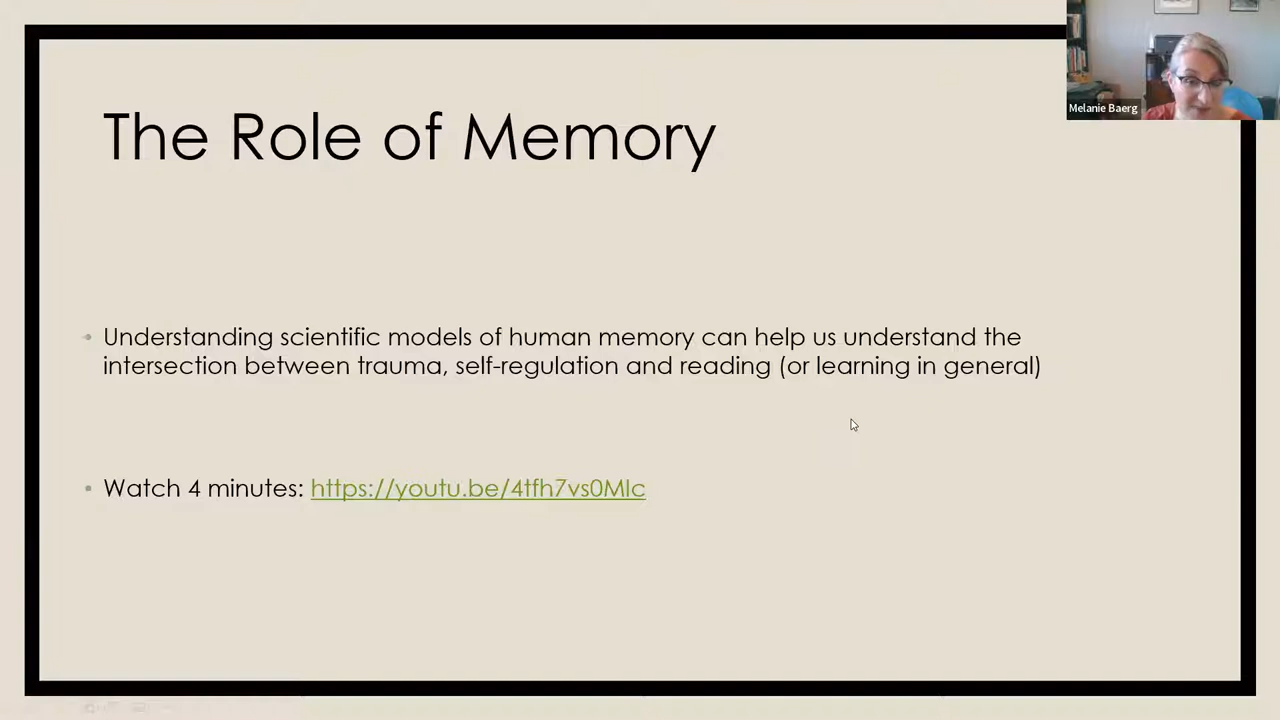 The Role of Memory
Melanie Baerg
Understanding scientific models of human memory can help us understand the
intersection between trauma, self-regulation and reading (or learning in general)
Watch 4 minutes: https://youtu.be/4tfh7vs0MIc